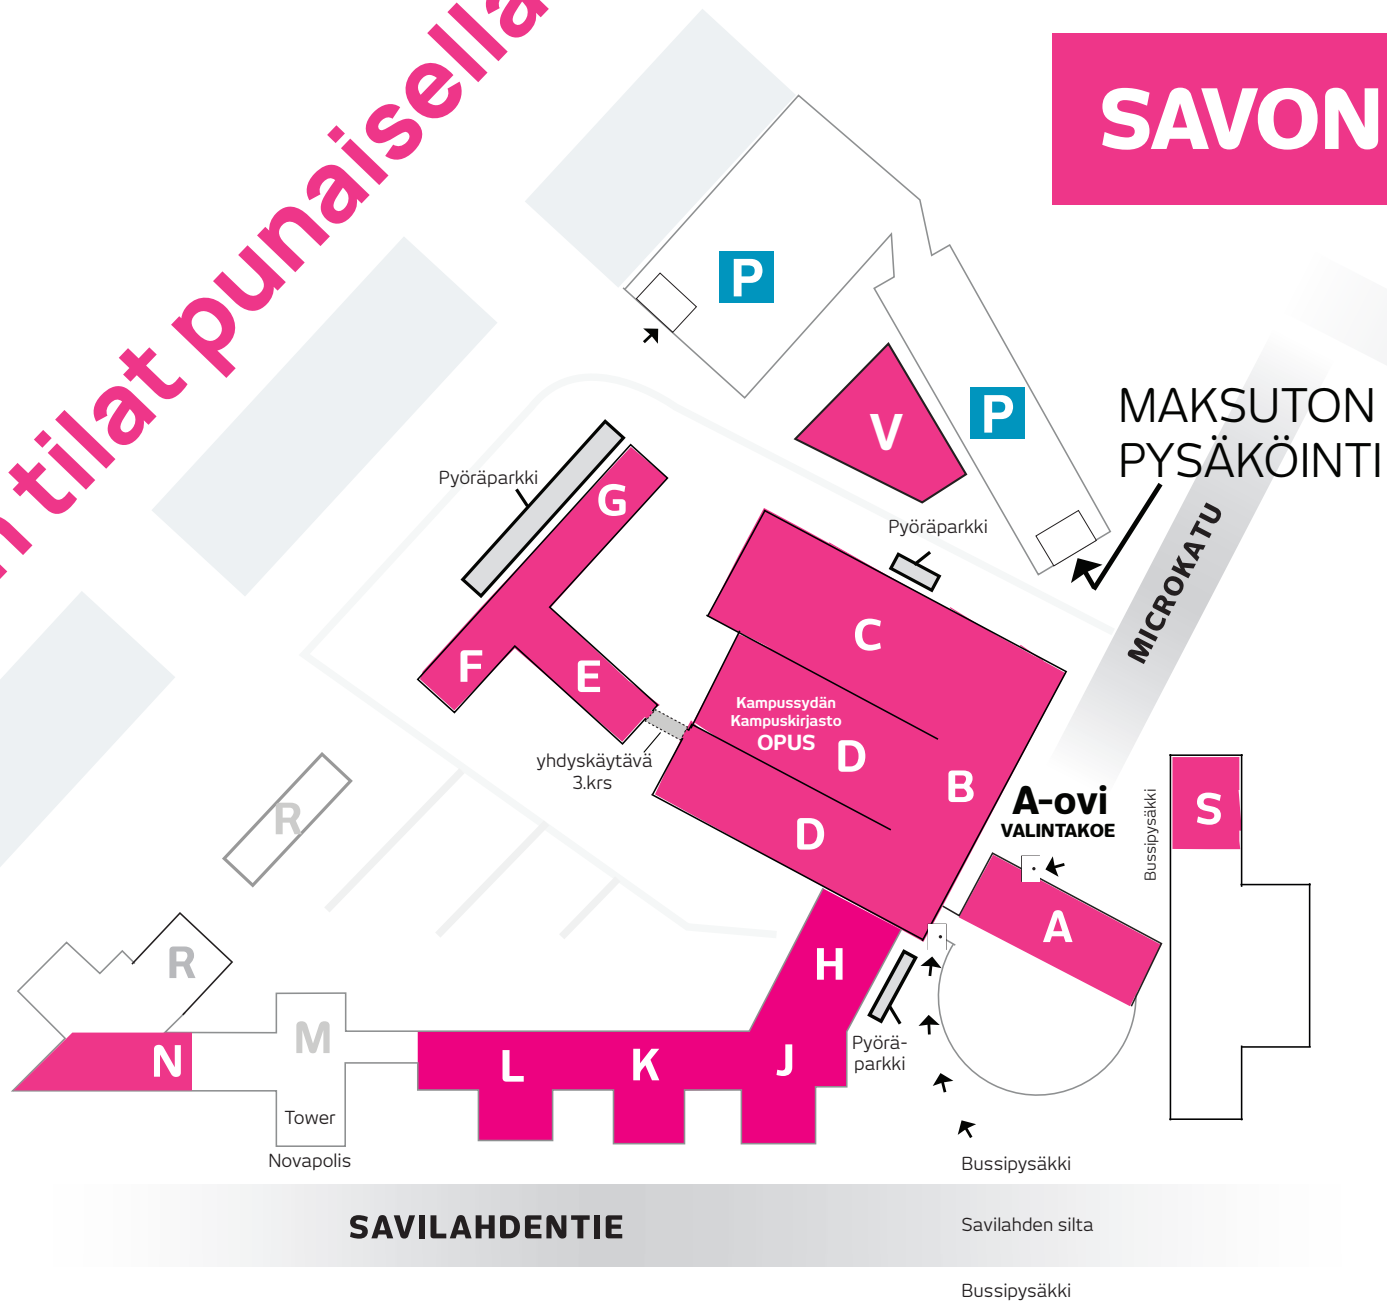 n tilat punaisella
SAVON
P
P
MAKSUTON
PYSÄKÖINTI
V
Pyöräparkki
G
Pyöräparkki
MICROKATU
C
F
E
Kampussydän
Kampuskirjasto
OPUS
D
yhdyskäytävä
3.krs
B
A-ovi
VALINTAKOE
Bussipysäkki
S
R
D
A
R
H
N
M
L
K
J
Pyörä-
parkki
Tower
Novapolis
Bussipysäkki
SAVILAHDENTIE
Savilahden silta
Bussipysäkki